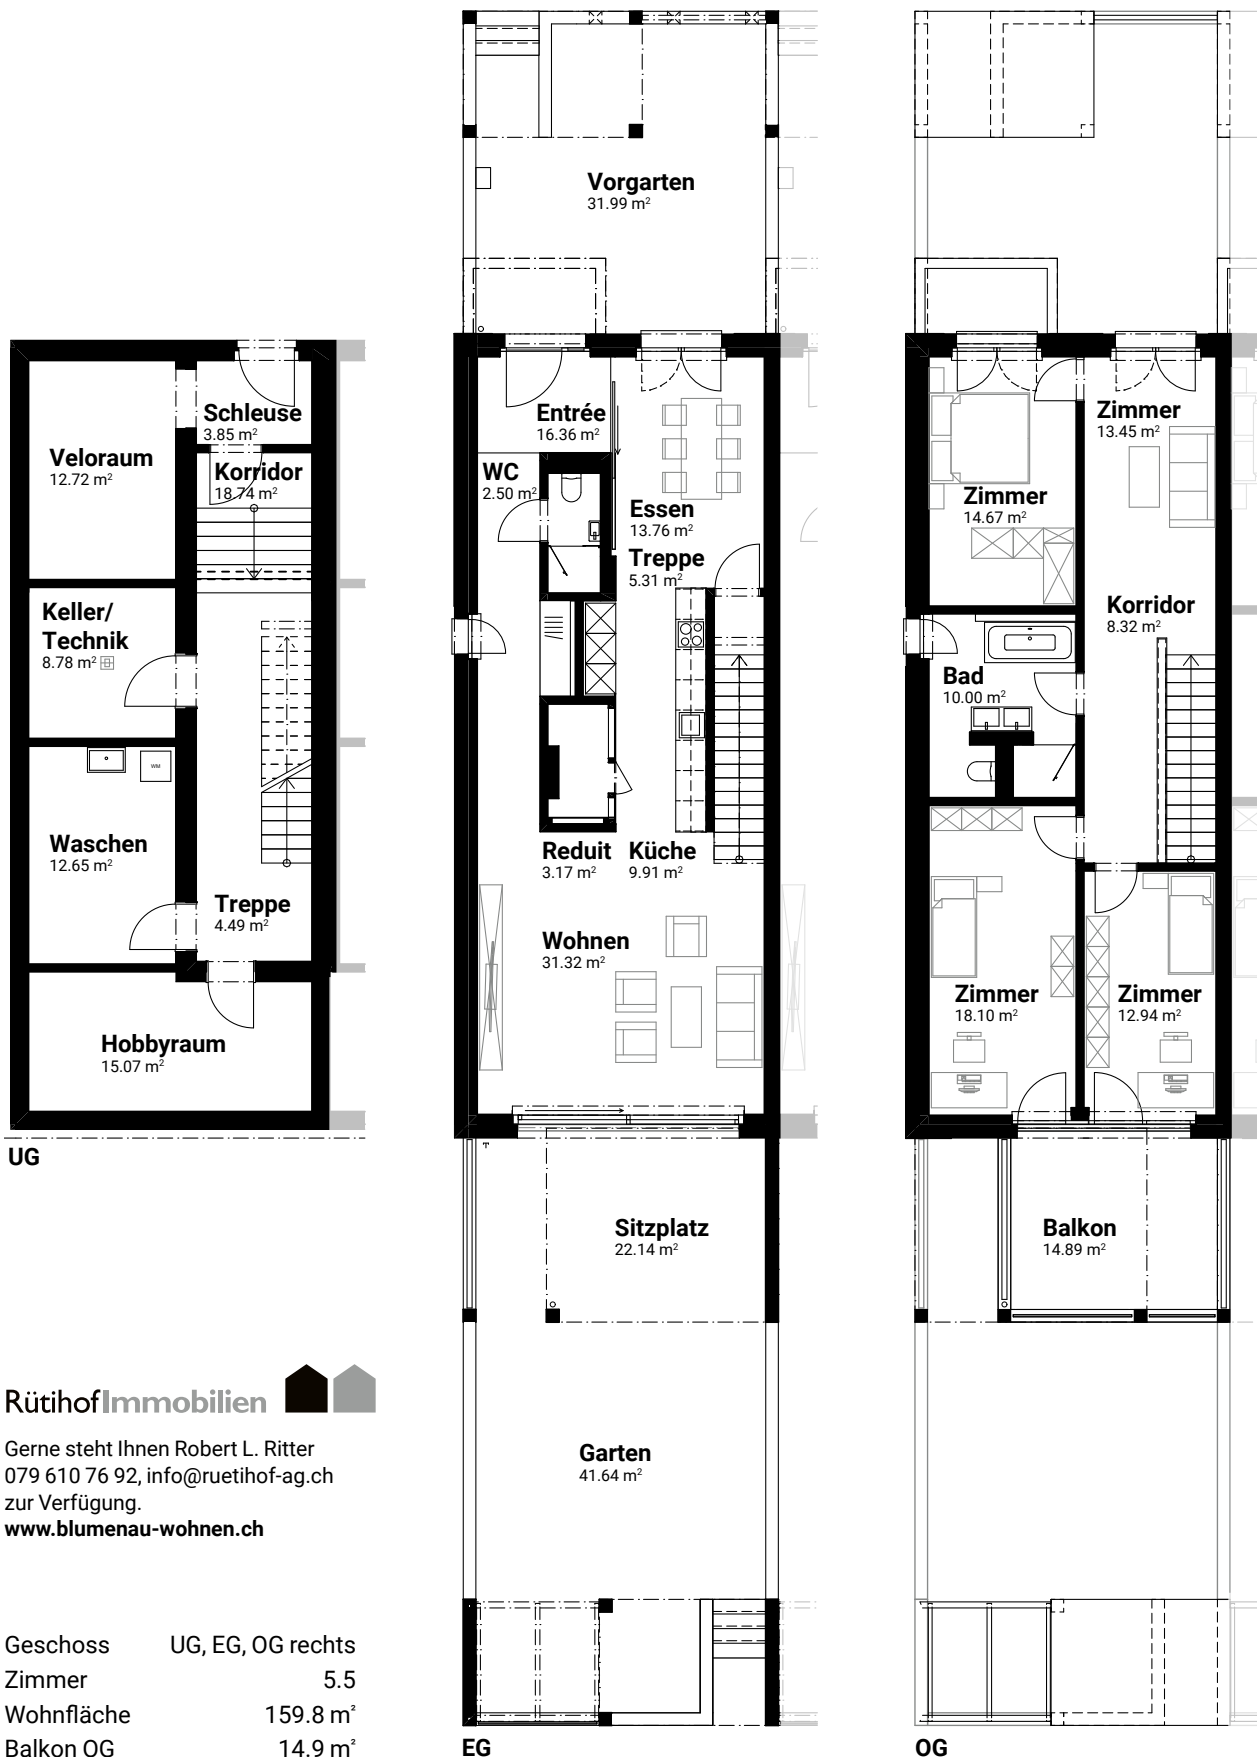 Vorgarten
31.99 m²
Schleuse
3.85 m²
Veloraum
12.72 m²
Korridor
18.74 m²
Keller/
Technik
8.78 m²
WM
Waschen
12.65 m²
Treppe
4.49 m²
Hobbyraum
15.07 m²
UG
Entrée
16.36 m²
WC
2.50 m²
Essen
13.76 m²
Treppe
5.31 m²
Reduit
3.17 m²
Küche
9.91 m²
Wohnen
31.32 m²
Sitzplatz
22.14 m²
Garten
41.64 m²
EG
Zimmer
13.45 m²
Zimmer
14.67 m²
Korridor
8.32 m²
Bad
10.00 m²
Zimmer
18.10 m²
Zimmer
12.94 m²
Balkon
14.89 m²
OG
RütihofImmobilien
Gerne steht Ihnen Robert L. Ritter
079 610 76 92, info@ruetihof-ag.ch
zur Verfügung.
www.blumenau-wohnen.ch
Geschoss UG, EG, OG rechts
Zimmer 5.5
Wohnfläche 159.8 m²
Balkon OG 14.9 m²